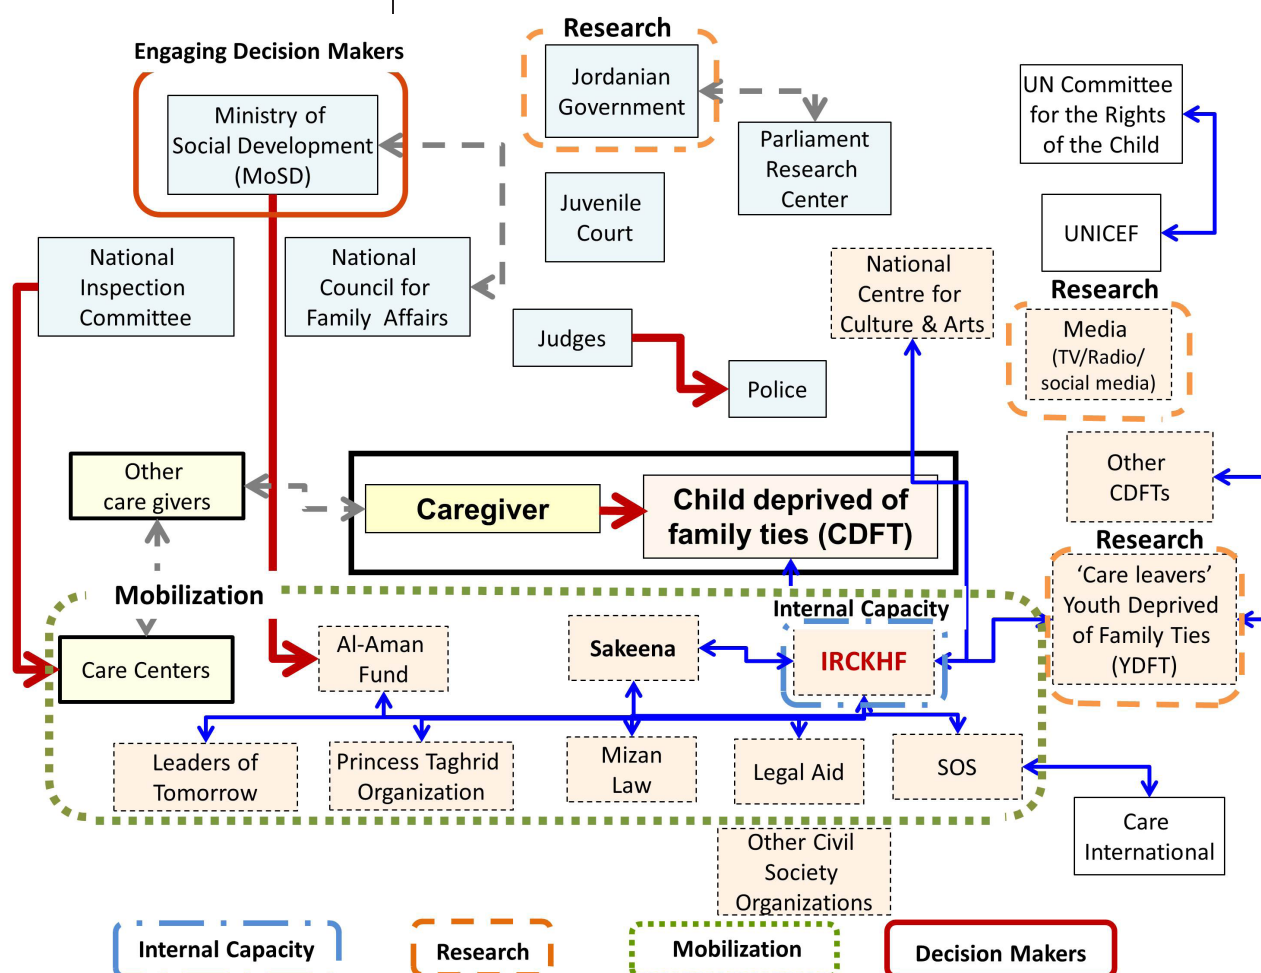 Research
Engaging Decision Makers
Jordanian
Government
Ministry of
Social Development
(MoSD)
Parliament
Research
Center
UN Committee
for the Rights
of the Child
Juvenile
Court
UNICEF
National
Inspection
Committee
National
Council for
Family Affairs
National
Centre for
Culture & Arts
Research
Media
(TV/Radio/
social media)
Judges
Police
Other
care givers
Caregiver
Child deprived of
family ties (CDFT)
Other
CDFTs
Research
'Care leavers'
Youth Deprived
of Family Ties
(YDFT)
Mobilization
Internal Capacity
Care Centers
Al-Aman
Fund
Sakeena
IRCKHF
Leaders of
Tomorrow
Princess Taghrid
Organization
Mizan
Law
Legal Aid
SOS
Care
International
Other Civil
Society
Organizations
Internal Capacity
Research
Mobilization
Decision Makers